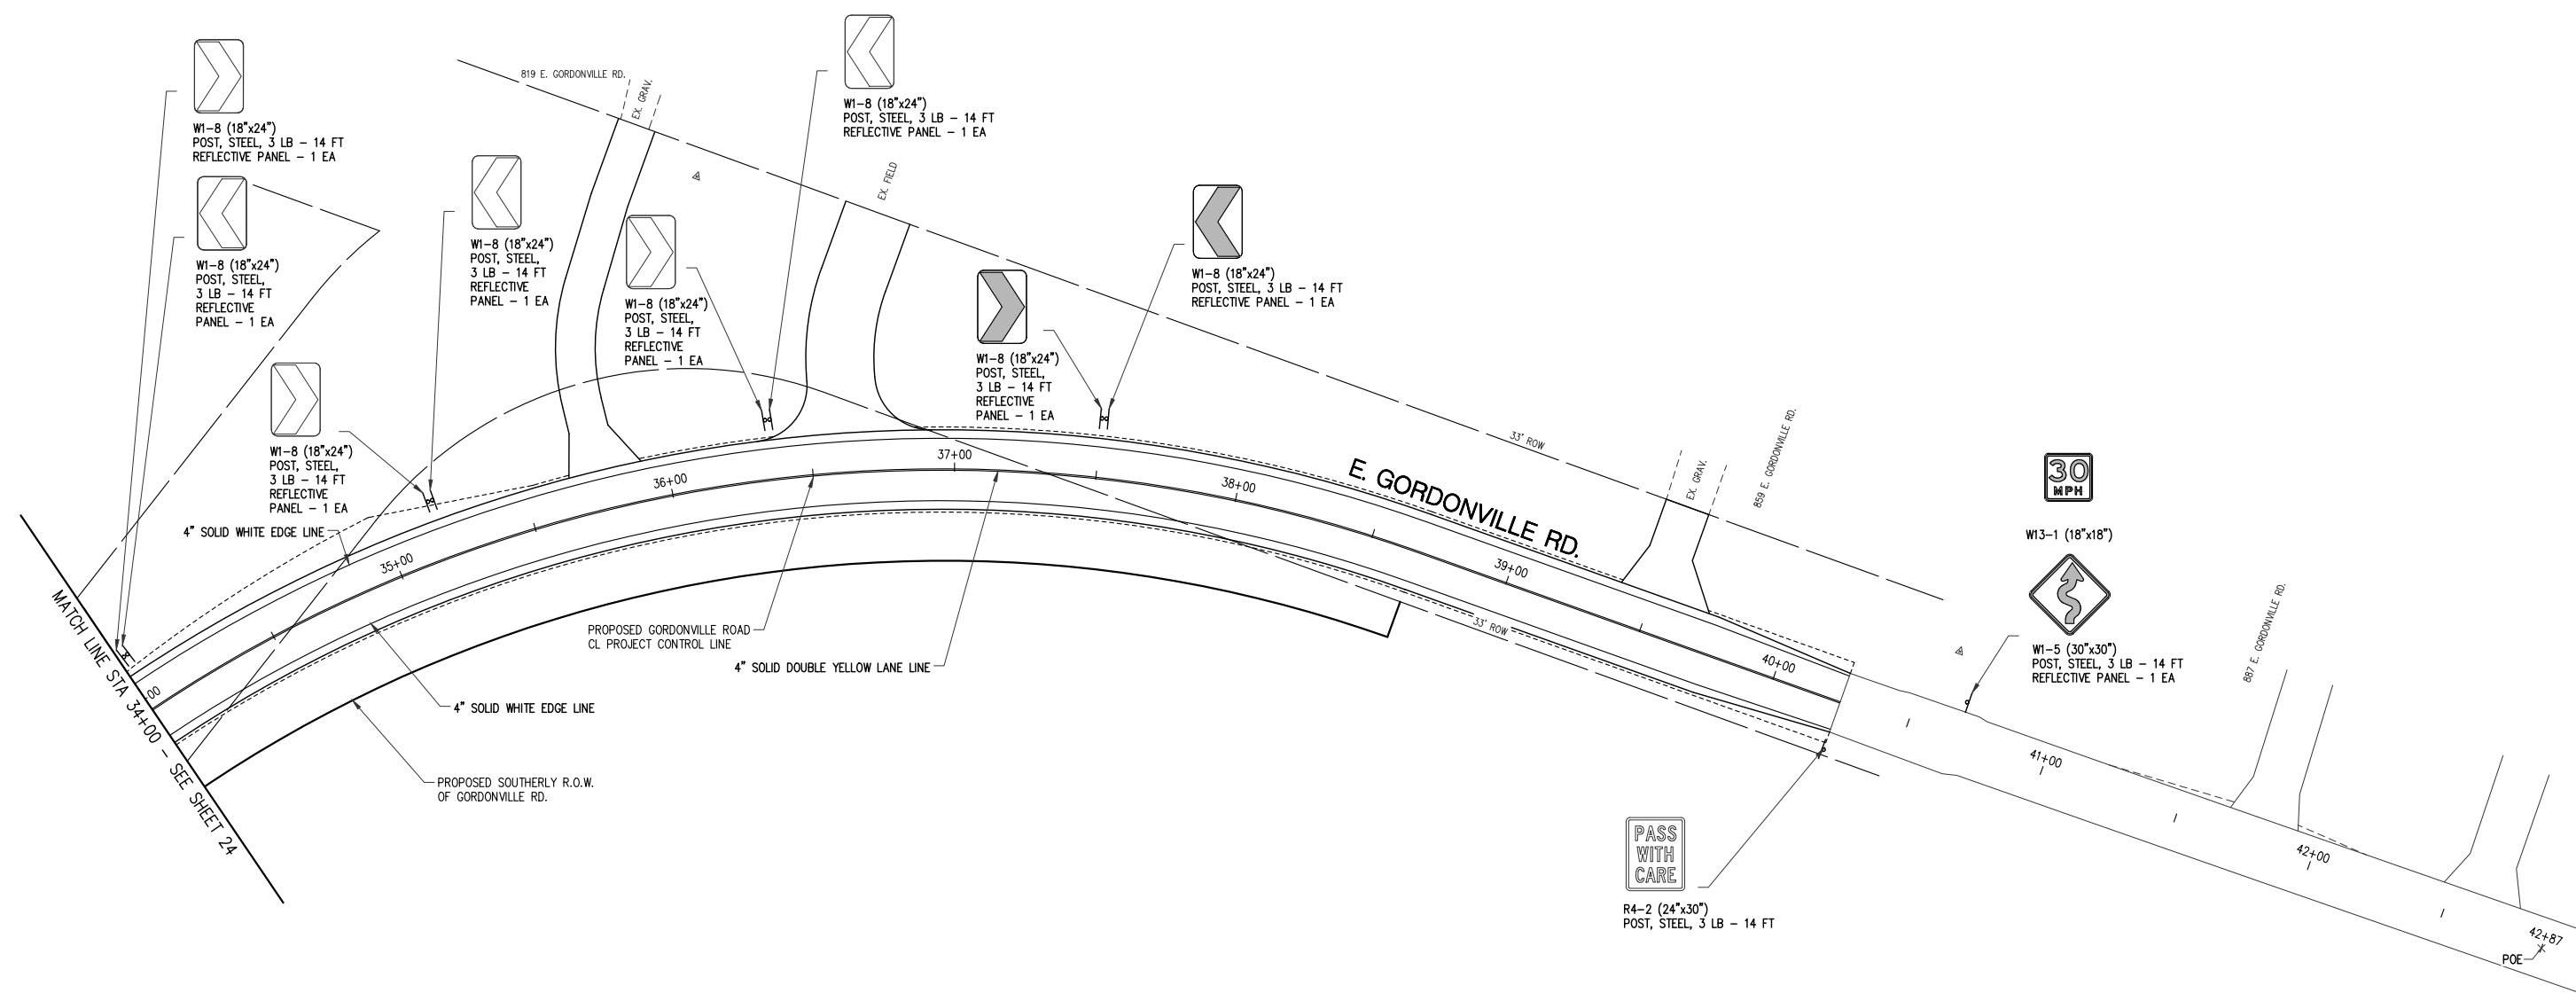 819 E. GORDONVILLE RD.
EX. GRAV.
W1-8 (18"x24")
POST, STEEL, 3 LB - 14 FT
REFLECTIVE PANEL - 1 EA
W1-8 (18"x24")
POST, STEEL, 3 LB - 14 FT
REFLECTIVE PANEL - 1 EA
EX. FIELD
W1-8 (18"x24")
POST, STEEL,
3 LB - 14 FT
REFLECTIVE
PANEL - 1 EA
W1-8 (18"x24")
POST, STEEL,
3 LB - 14 FT
REFLECTIVE
PANEL - 1 EA
W1-8 (18"x24")
POST, STEEL,
3 LB - 14 FT
REFLECTIVE
PANEL - 1 EA
W1-8 (18"x24")
POST, STEEL, 3 LB - 14 FT
REFLECTIVE PANEL - 1 EA
W1-8 (18"x24")
POST, STEEL,
3 LB - 14 FT
REFLECTIVE
PANEL - 1 EA
W1-8 (18"x24")
POST, STEEL,
3 LB - 14 FT
REFLECTIVE
PANEL - 1 EA
4" SOLID WHITE EDGE LINE
33' ROW
E. GORDONVILLE RD.
EX. GRAV.
859 E. GORDONVILLE RD.
30
MPH
W13-1 (18"x18")
W1-5 (30"x30")
POST, STEEL, 3 LB - 14 FT
REFLECTIVE PANEL - 1 EA
887 E. GORDONVILLE RD.
00
35+00
36+00
37+00
38+00
39+00
40+00
41+00
42+00
42+87
POE
33' ROW
MATCH LINE STA 34+00 - SEE SHEET 24
PROPOSED GORDONVILLE ROAD
CL PROJECT CONTROL LINE
4" SOLID DOUBLE YELLOW LANE LINE
4" SOLID WHITE EDGE LINE
PROPOSED SOUTHERLY R.O.W.
OF GORDONVILLE RD.
PASS
WITH
CARE
R4-2 (24"x30")
POST, STEEL, 3 LB - 14 FT